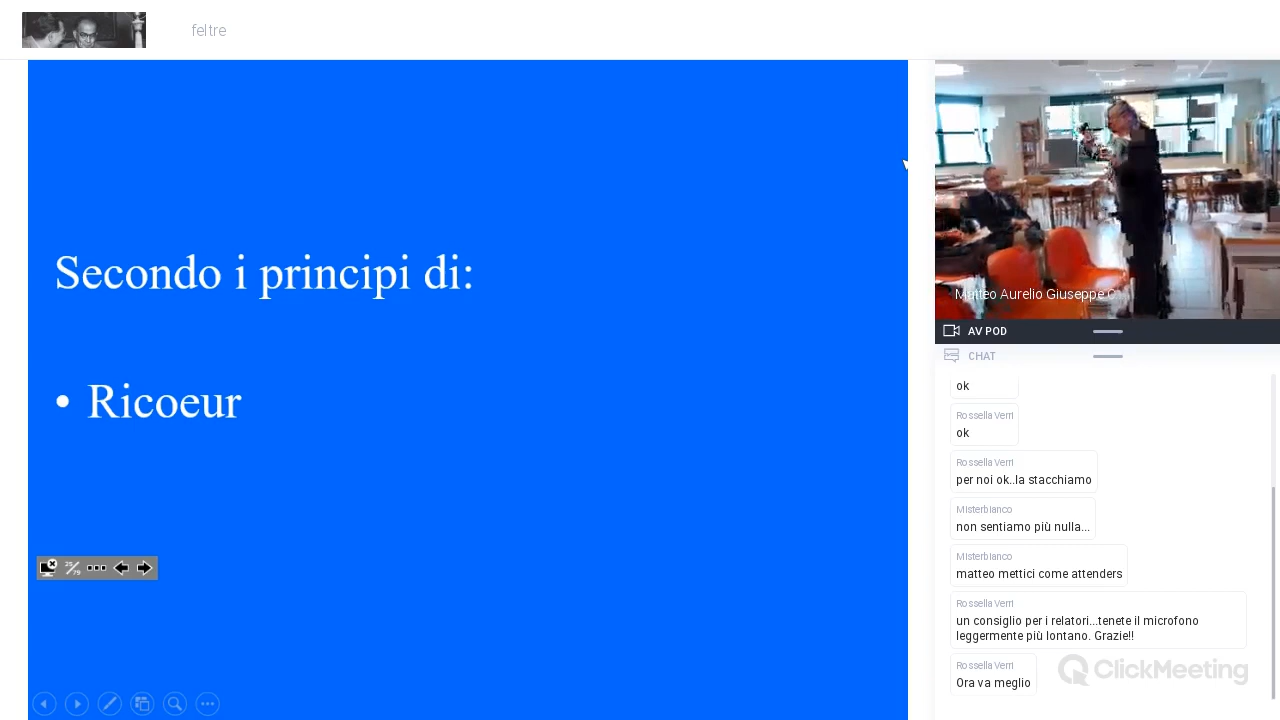 feltre
Secondo i principi di:
• Ricoeur
25/79
Matteo Aurelio Giuseppe
AV POD
CHAT
ok
Rossella Verri
ok
Rossella Verri
per noi ok..la stacchiamo
Misterbianco
non sentiamo più nulla...
Misterbianco
matteo mettici come attenders
Rossella Verri
un consiglio per i relatori...tenete il microfono
leggermente più lontano. Grazie!!
Rossella Verri
Ora va meglio
ClickMeeting